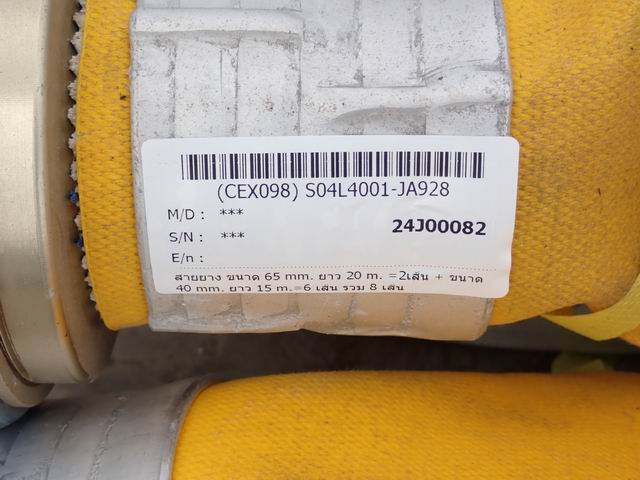 (CEX098) S04L4001-JA928
M/D : ***
S/N : ***
24J00082
E/n :
สายยาง ขนาด 65 mm. ยาว 20 m. =2เส้น + ขนาด
40 mm. ยาว 15 m.=6 เส้น รวม 8 เส้น